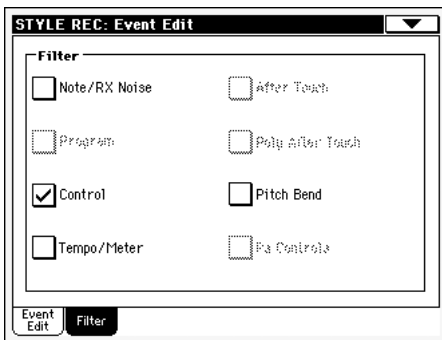 STYLE REC: Event Edit
Filter
Note/RX Noise
After Touch
Program
Poly After Touch
Control
Pitch Bend
Tempo/Meter
Pa Controls
Event
Edit
Filter